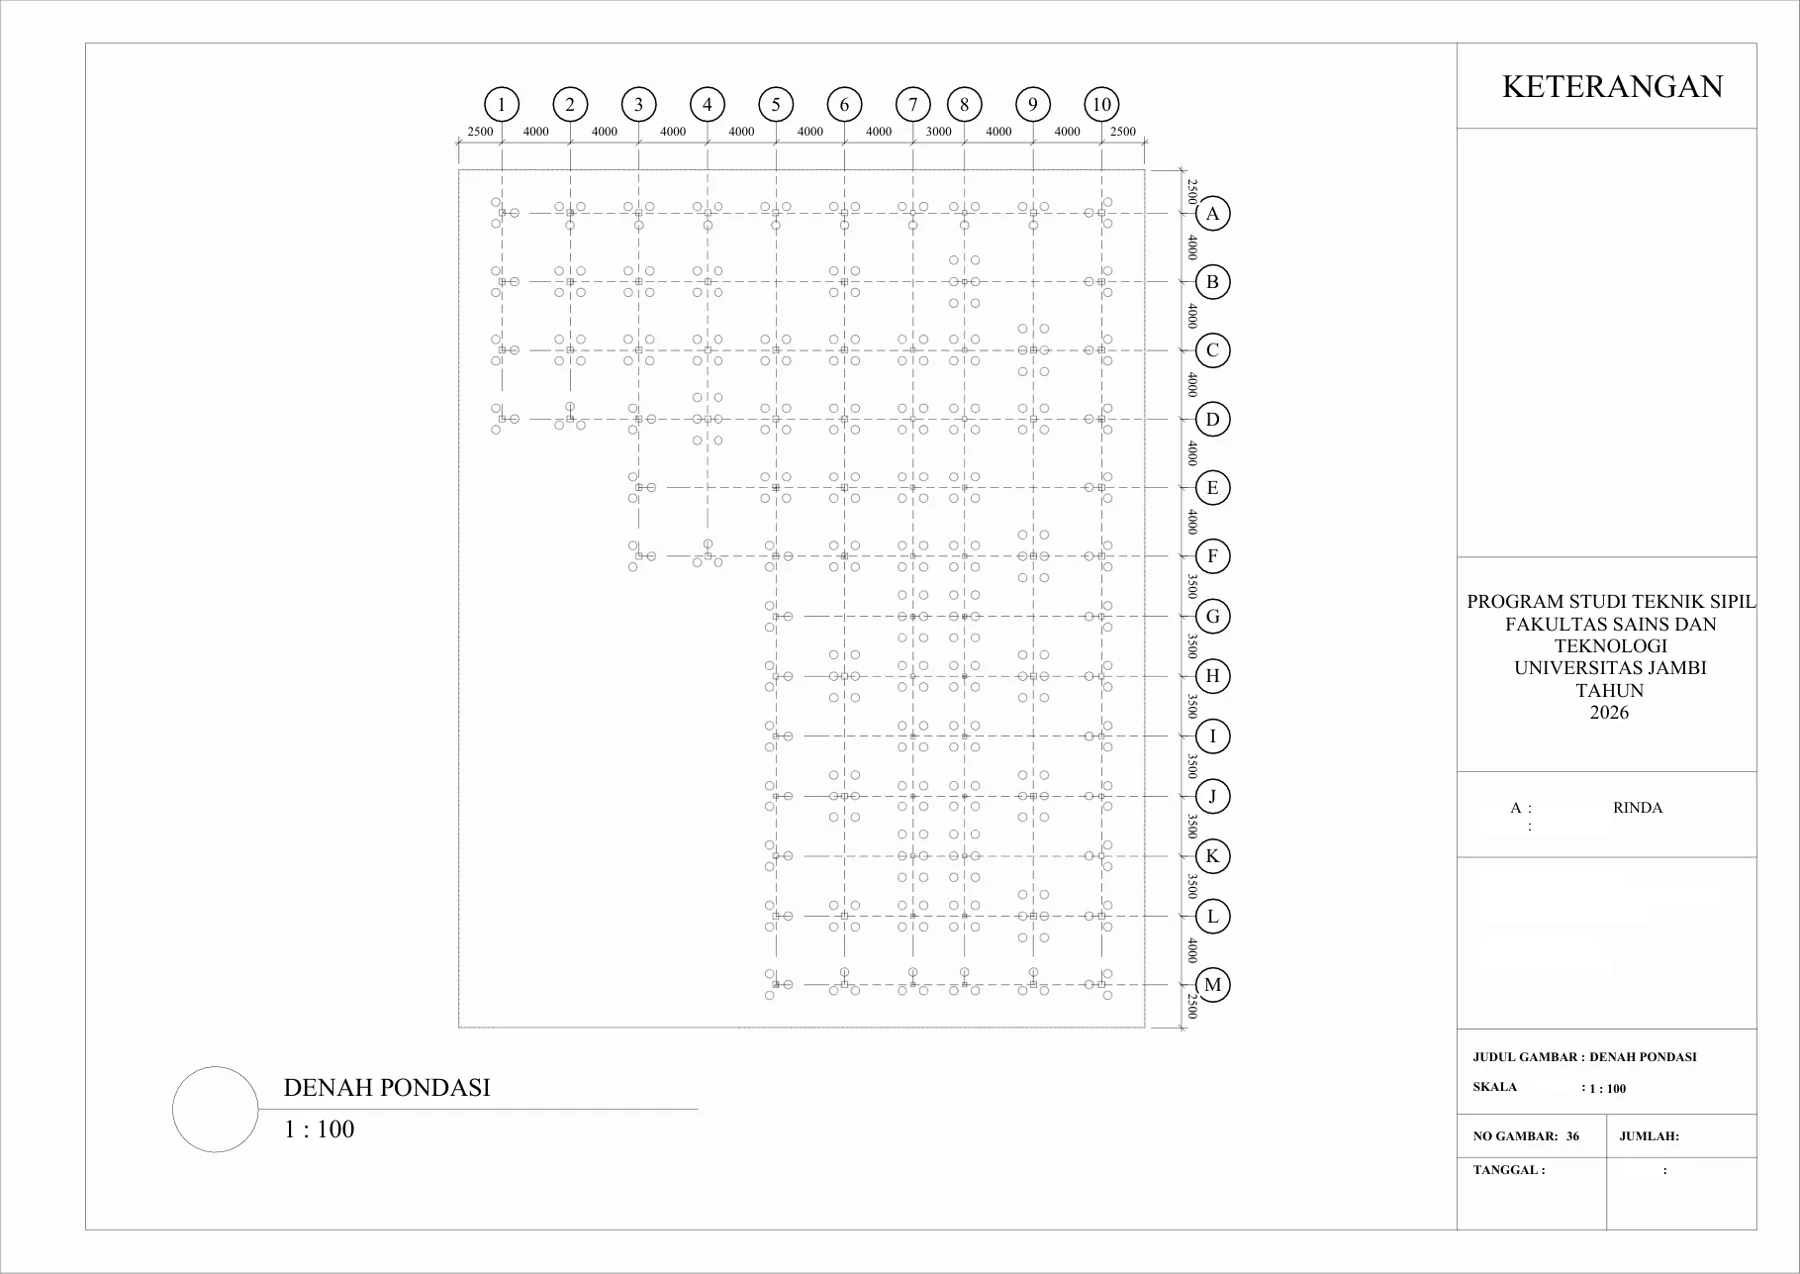 KETERANGAN
1 2 3 4 5 6 7 8 9 10
2500 4000 4000 4000 4000 4000 4000 3000 4000 4000 2500
2500
A
4000
B
4000
C
4000
D
4000
E
4000
F
3500
G
3500
H
3500
I
3500
J
3500
K
3500
L
4000
M
2500
DENAH PONDASI
1 : 100
PROGRAM STUDI TEKNIK SIPIL
FAKULTAS SAINS DAN
TEKNOLOGI
UNIVERSITAS JAMBI
TAHUN
2026
A : RINDA
:
JUDUL GAMBAR : DENAH PONDASI
SKALA : 1 : 100
NO GAMBAR: 36 JUMLAH:
TANGGAL : :